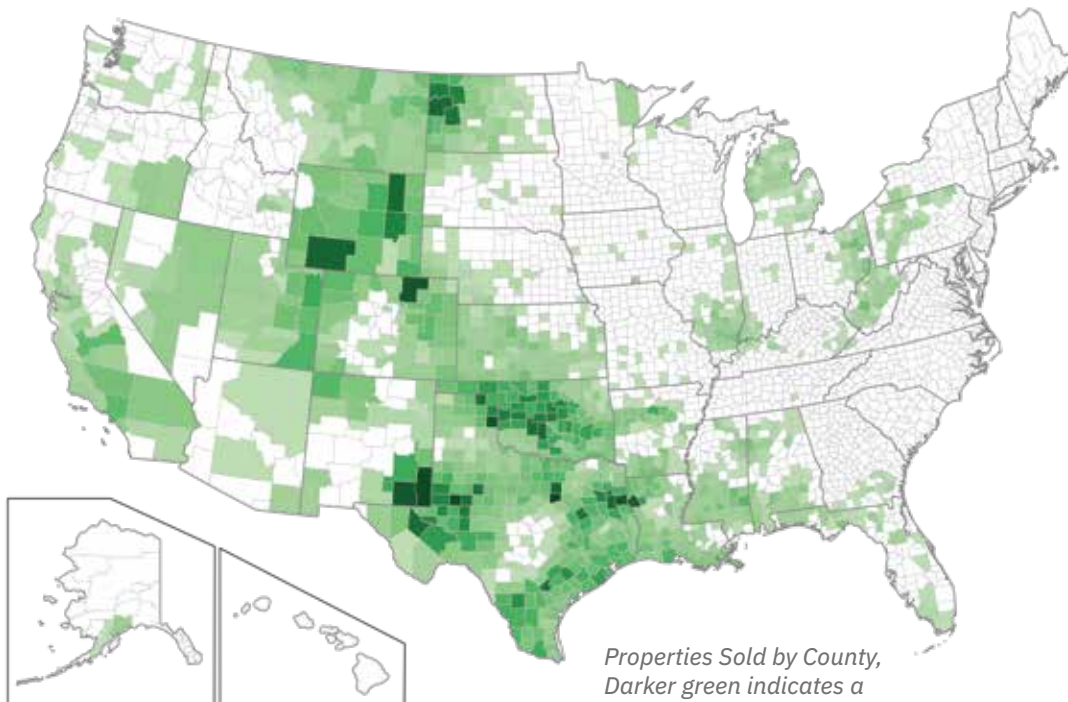 Properties Sold by County,
Darker green indicates a